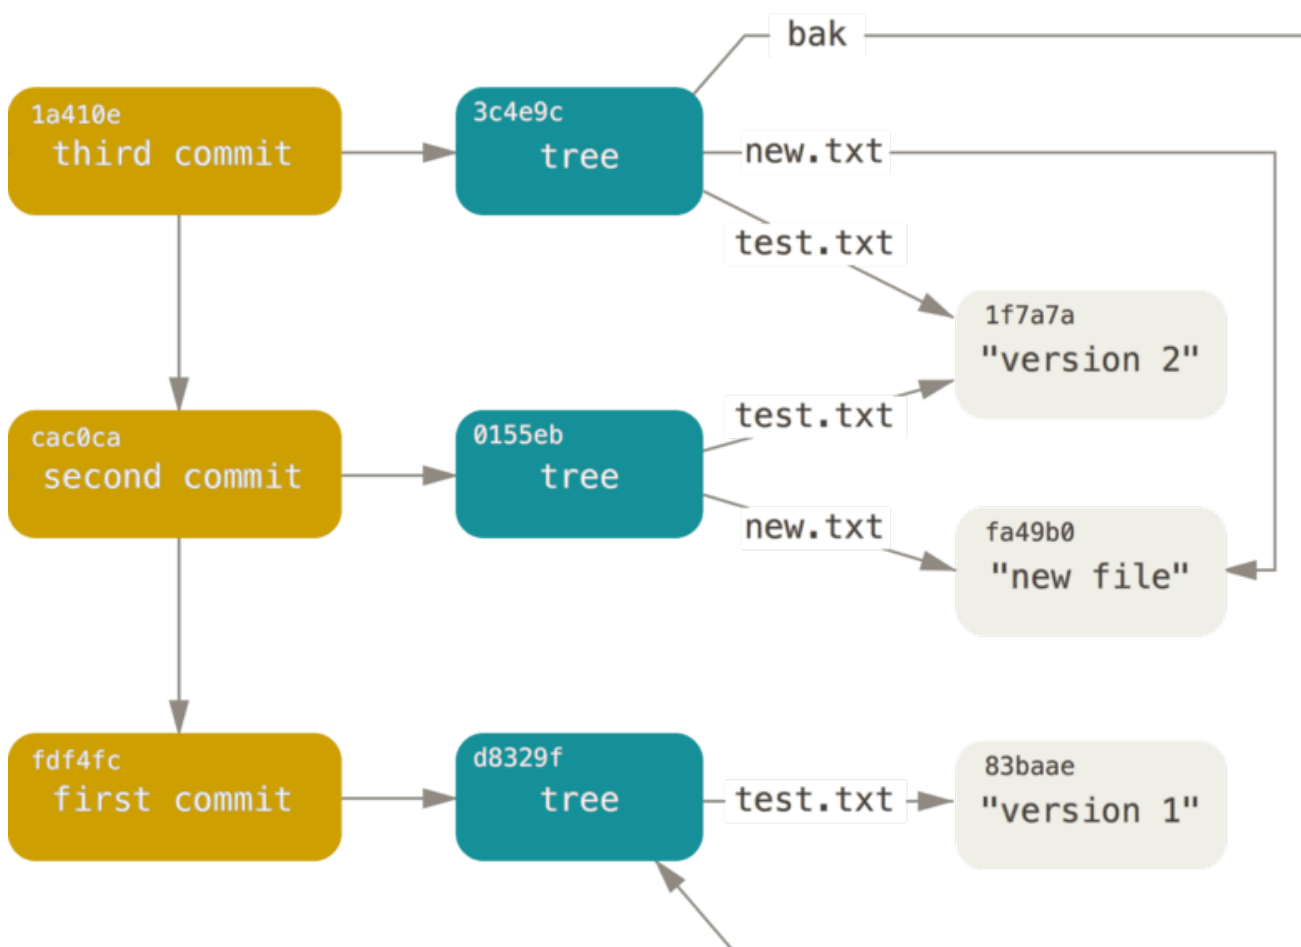 bak
1a410e
third commit
3c4e9c
tree
new.txt
test.txt
1f7a7a
"version 2"
cac0ca
second commit
0155eb
tree
test.txt
new.txt
fa49b0
"new file"
fdf4fc
first commit
d8329f
tree
test.txt
83baae
"version 1"